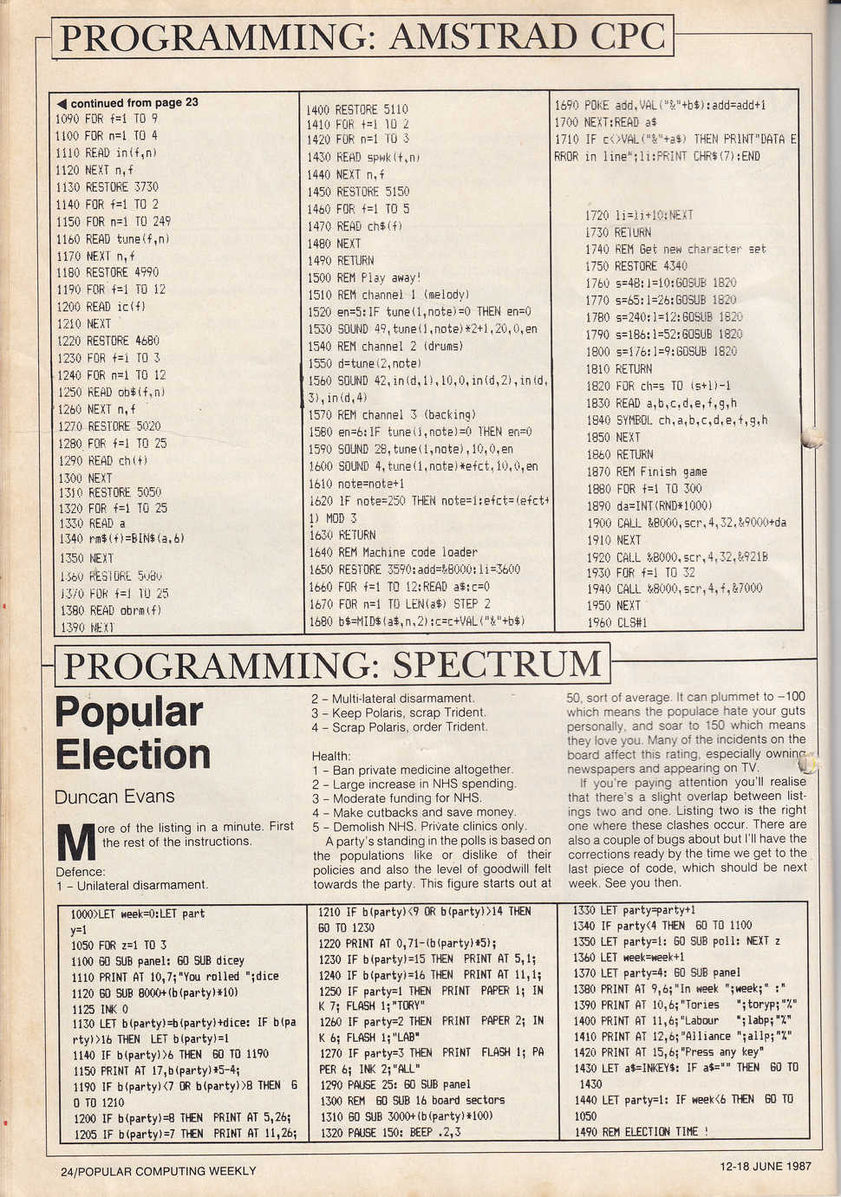 PROGRAMMING: AMSTRAD CPC
◀ continued from page 23
1090 FOR f=1 TO 9
1100 FOR n=1 TO 4
1110 READ in(f,n)
1120 NEXT n,f
1130 RESTORE 3730
1140 FOR f=1 TO 2
1150 FOR n=1 TO 249
1160 READ tune(f,n)
1170 NEXT n,f
1180 RESTORE 4990
1190 FOR f=1 TO 12
1200 READ ic(f)
1210 NEXT
1220 RESTORE 4680
1230 FOR f=1 TO 3
1240 FOR n=1 TO 12
1250 READ ob$(f,n)
1260 NEXT n,f
1270 RESTORE 5020
1280 FOR f=1 TO 25
1290 READ ch(f)
1300 NEXT
1310 RESTORE 5050
1320 FOR f=1 TO 25
1330 READ a
1340 rm$(f)=BIN$(a,6)
1350 NEXT
1360 RESTORE 5080
1370 FOR f=1 TO 25
1380 READ obrm(f)
1390 NEXT
1400 RESTORE 5110
1410 FOR f=1 TO 2
1420 FOR n=1 TO 3
1430 READ spwk(f,n)
1440 NEXT n,f
1450 RESTORE 5150
1460 FOR f=1 TO 5
1470 READ ch$(f)
1480 NEXT
1490 RETURN
1500 REM Play away!
1510 REM channel 1 (melody)
1520 en=5:IF tune(1,note)=0 THEN en=0
1530 SOUND 49,tune(1,note)*2+1,20,0,en
1540 REM channel 2 (drums)
1550 d=tune(2,note)
1560 SOUND 42,in(d,1),10,0,in(d,2),in(d,
3),in(d,4)
1570 REM channel 3 (backing)
1580 en=6:IF tune(1,note)=0 THEN en=0
1590 SOUND 28,tune(1,note),10,0,en
1600 SOUND 4,tune(1,note)*efct,10,0,en
1610 note=note+1
1620 IF note=250 THEN note=1:efct=(efct+
1) MOD 3
1630 RETURN
1640 REM Machine code loader
1650 RESTORE 3590:add=&8000:li=3600
1660 FOR f=1 TO 12:READ a$:c=0
1670 FOR n=1 TO LEN(a$) STEP 2
1680 b$=MID$(a$,n,2):c=c+VAL("&"+b$)
1690 POKE add,VAL("&"+b$):add=add+1
1700 NEXT:READ a$
1710 IF c<>VAL("&"+a$) THEN PRINT"DATA E
RROR in line";li:PRINT CHR$(7):END
1720 li=li+10:NEXT
1730 RETURN
1740 REM Get new character set
1750 RESTORE 4340
1760 s=48:l=10:GOSUB 1820
1770 s=65:l=26:GOSUB 1820
1780 s=240:l=12:GOSUB 1820
1790 s=186:l=52:GOSUB 1820
1800 s=176:l=9:GOSUB 1820
1810 RETURN
1820 FOR ch=s TO (s+l)-1
1830 READ a,b,c,d,e,f,g,h
1840 SYMBOL ch,a,b,c,d,e,f,g,h
1850 NEXT
1860 RETURN
1870 REM Finish game
1880 FOR f=1 TO 300
1890 da=INT(RND*1000)
1900 CALL &8000,scr,4,32,&9000+da
1910 NEXT
1920 CALL &8000,scr,4,32,&921B
1930 FOR f=1 TO 32
1940 CALL &8000,scr,4,f,&7000
1950 NEXT
1960 CLS#1
PROGRAMMING: SPECTRUM
Popular
Election
Duncan Evans
More of the listing in a minute. First
the rest of the instructions.
Defence:
1 – Unilateral disarmament.
2 – Multi-lateral disarmament.
3 – Keep Polaris, scrap Trident.
4 – Scrap Polaris, order Trident.
Health:
1 – Ban private medicine altogether.
2 – Large increase in NHS spending.
3 – Moderate funding for NHS.
4 – Make cutbacks and save money.
5 – Demolish NHS. Private clinics only.
A party's standing in the polls is based on
the populations like or dislike of their
policies and also the level of goodwill felt
towards the party. This figure starts out at
50, sort of average. It can plummet to –100
which means the populace hate your guts
personally, and soar to 150 which means
they love you. Many of the incidents on the
board affect this rating, especially owning
newspapers and appearing on TV.
If you're paying attention you'll realise
that there's a slight overlap between list-
ings two and one. Listing two is the right
one where these clashes occur. There are
also a couple of bugs about but I'll have the
corrections ready by the time we get to the
last piece of code, which should be next
week. See you then.
1000>LET week=0:LET part
y=1
1050 FOR z=1 TO 3
1100 GO SUB panel: GO SUB dicey
1110 PRINT AT 10,7;"You rolled ";dice
1120 GO SUB 8000+(b(party)*10)
1125 INK 0
1130 LET b(party)=b(party)+dice: IF b(pa
rty)>16 THEN LET b(party)=1
1140 IF b(party)>6 THEN GO TO 1190
1150 PRINT AT 17,b(party)*5-4;
1190 IF b(party)<7 OR b(party)>8 THEN G
O TO 1210
1200 IF b(party)=8 THEN PRINT AT 5,26;
1205 IF b(party)=7 THEN PRINT AT 11,26;
1210 IF b(party)<9 OR b(party)>14 THEN
GO TO 1230
1220 PRINT AT 0,71-(b(party)*5);
1230 IF b(party)=15 THEN PRINT AT 5,1;
1240 IF b(party)=16 THEN PRINT AT 11,1;
1250 IF party=1 THEN PRINT PAPER 1; IN
K 7; FLASH 1;"TORY"
1260 IF party=2 THEN PRINT PAPER 2; IN
K 6; FLASH 1;"LAB"
1270 IF party=3 THEN PRINT FLASH 1; PA
PER 6; INK 2;"ALL"
1290 PAUSE 25: GO SUB panel
1300 REM GO SUB 16 board sectors
1310 GO SUB 3000+(b(party)*100)
1320 PAUSE 150: BEEP .2,3
1330 LET party=party+1
1340 IF party<4 THEN GO TO 1100
1350 LET party=1: GO SUB poll: NEXT z
1360 LET week=week+1
1370 LET party=4: GO SUB panel
1380 PRINT AT 9,6;"In week ";week;" :"
1390 PRINT AT 10,6;"Tories ";toryp;"%"
1400 PRINT AT 11,6;"Labour ";labp;"%"
1410 PRINT AT 12,6;"Alliance ";allp;"%"
1420 PRINT AT 15,6;"Press any key"
1430 LET a$=INKEY$: IF a$="" THEN GO TO
1430
1440 LET party=1: IF week<6 THEN GO TO
1050
1490 REM ELECTION TIME !
24/POPULAR COMPUTING WEEKLY
12-18 JUNE 1987